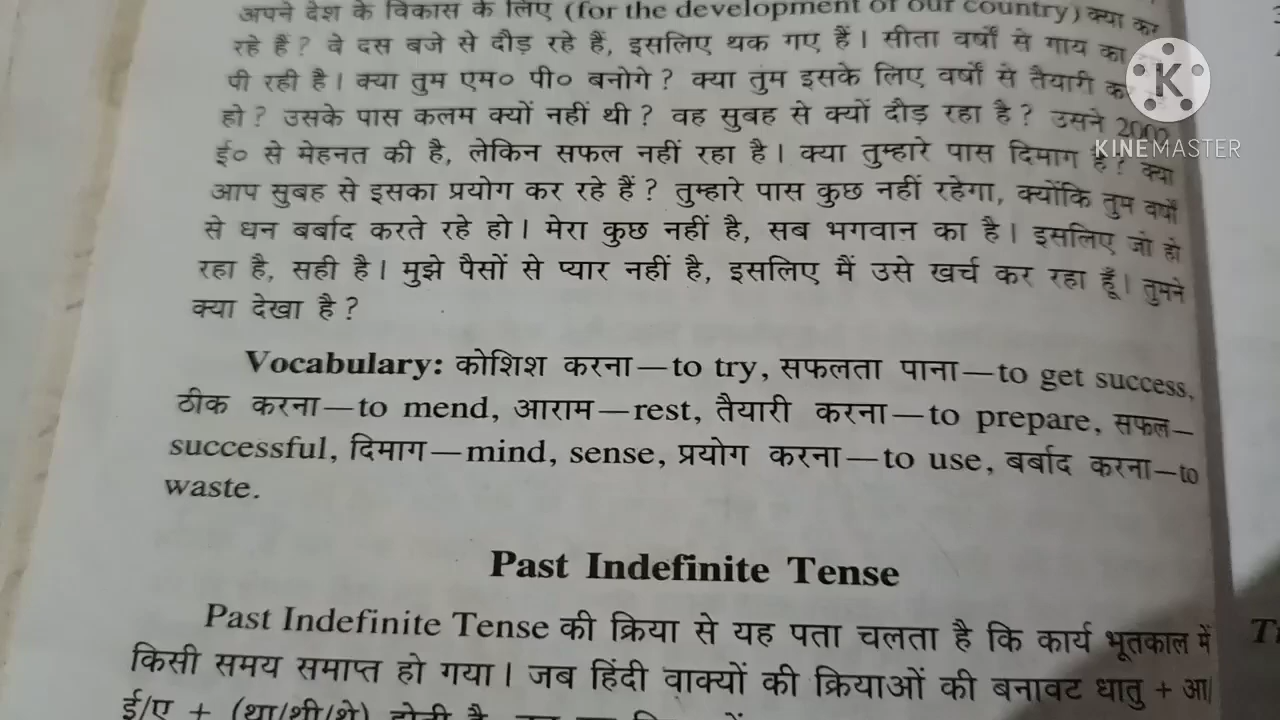 अपने देश के विकास के लिए (for the development of our country) क्या कर
रहे हैं? वे दस बजे से दौड़ रहे हैं, इसलिए थक गए हैं। सीता वर्षों से गाय का
पी रही है। क्या तुम एम० पी० बनोगे? क्या तुम इसके लिए वर्षों से तैयारी
हो? उसके पास कलम क्यों नहीं थी? वह सुबह से क्यों दौड़ रहा है? उसने 2000
ई० से मेहनत की है, लेकिन सफल नहीं रहा है। क्या तुम्हारे पास दिमाग है? क्या
आप सुबह से इसका प्रयोग कर रहे हैं? तुम्हारे पास कुछ नहीं रहेगा, क्योंकि तुम वर्षों
से धन बर्बाद करते रहे हो। मेरा कुछ नहीं है, सब भगवान का है। इसलिए जो हो
रहा है, सही है। मुझे पैसों से प्यार नहीं है, इसलिए मैं उसे खर्च कर रहा हूँ। तुमने
क्या देखा है?
K
KINEMASTER
Vocabulary: कोशिश करना—to try, सफलता पाना—to get success,
ठीक करना—to mend, आराम—rest, तैयारी करना—to prepare, सफल—
successful, दिमाग—mind, sense, प्रयोग करना—to use, बर्बाद करना—to
waste.
Past Indefinite Tense
Past Indefinite Tense की क्रिया से यह पता चलता है कि कार्य भूतकाल में
किसी समय समाप्त हो गया। जब हिंदी वाक्यों की क्रियाओं की बनावट धातु + आ/
ई/ए + (था/थी/थे) होती है,